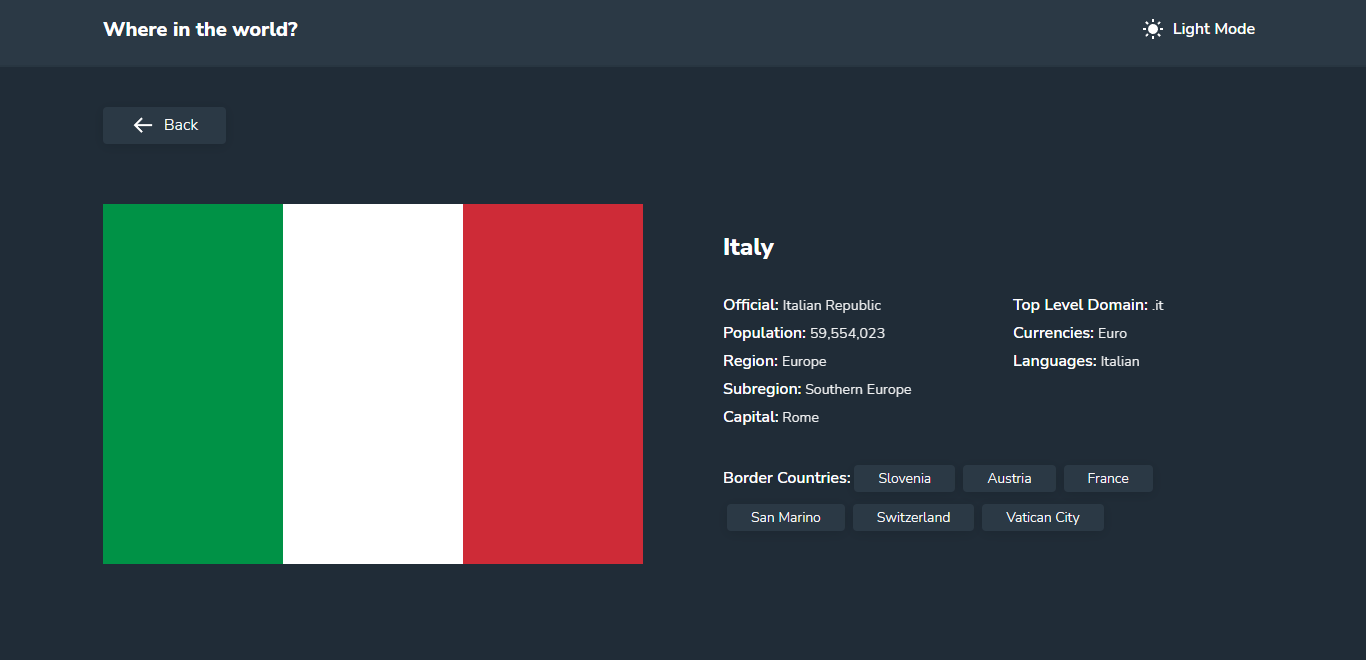 Where in the world?
Light Mode
Back
Italy
Official: Italian Republic
Population: 59,554,023
Region: Europe
Subregion: Southern Europe
Capital: Rome
Top Level Domain: .it
Currencies: Euro
Languages: Italian
Border Countries: Slovenia Austria France
San Marino Switzerland Vatican City